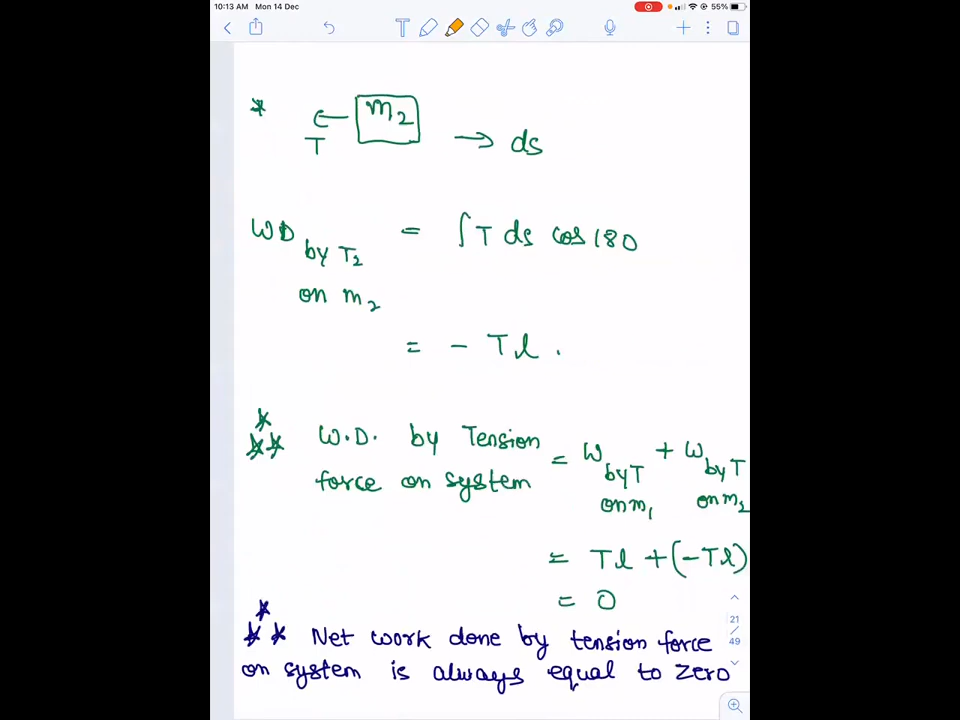 10:13 AM Mon 14 Dec
55%
* m2
T → ds
WD by T2 on m2 = ∫T ds cos 180
= - Tl .
*** W.D. by Tension force on system = W by T on m1 + W by T on m2
= Tl + (-Tl)
= 0
21
/
49
*** Net work done by tension force
on system is always equal to zero